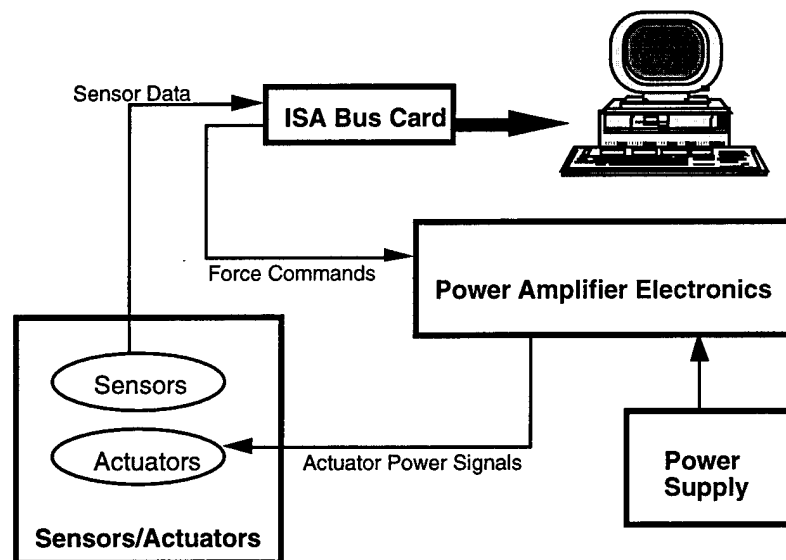 Sensor Data
ISA Bus Card
Force Commands
Power Amplifier Electronics
Sensors
Actuators
Actuator Power Signals
Power
Supply
Sensors/Actuators